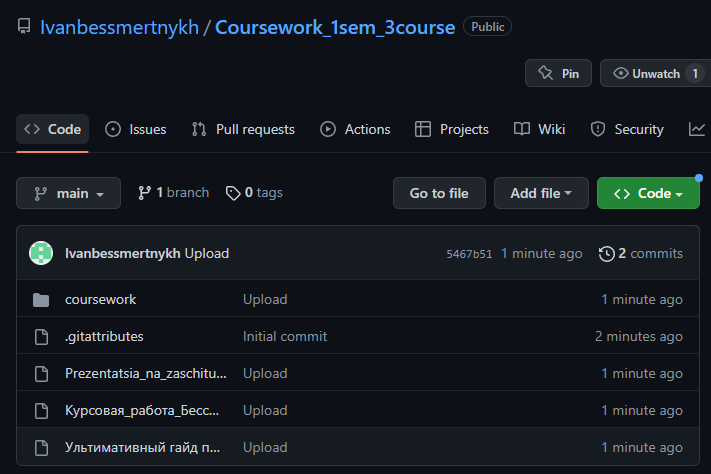 Ivanbessmertnykh / Coursework_1sem_3course Public
Pin Unwatch 1
Code Issues Pull requests Actions Projects Wiki Security
main 1 branch 0 tags Go to file Add file Code
Ivanbessmertnykh Upload 5467b51 1 minute ago 2 commits
coursework Upload 1 minute ago
.gitattributes Initial commit 2 minutes ago
Prezentatsia_na_zaschitu... Upload 1 minute ago
Курсовая_работа_Бесс... Upload 1 minute ago
Ультимативный гайд п... Upload 1 minute ago